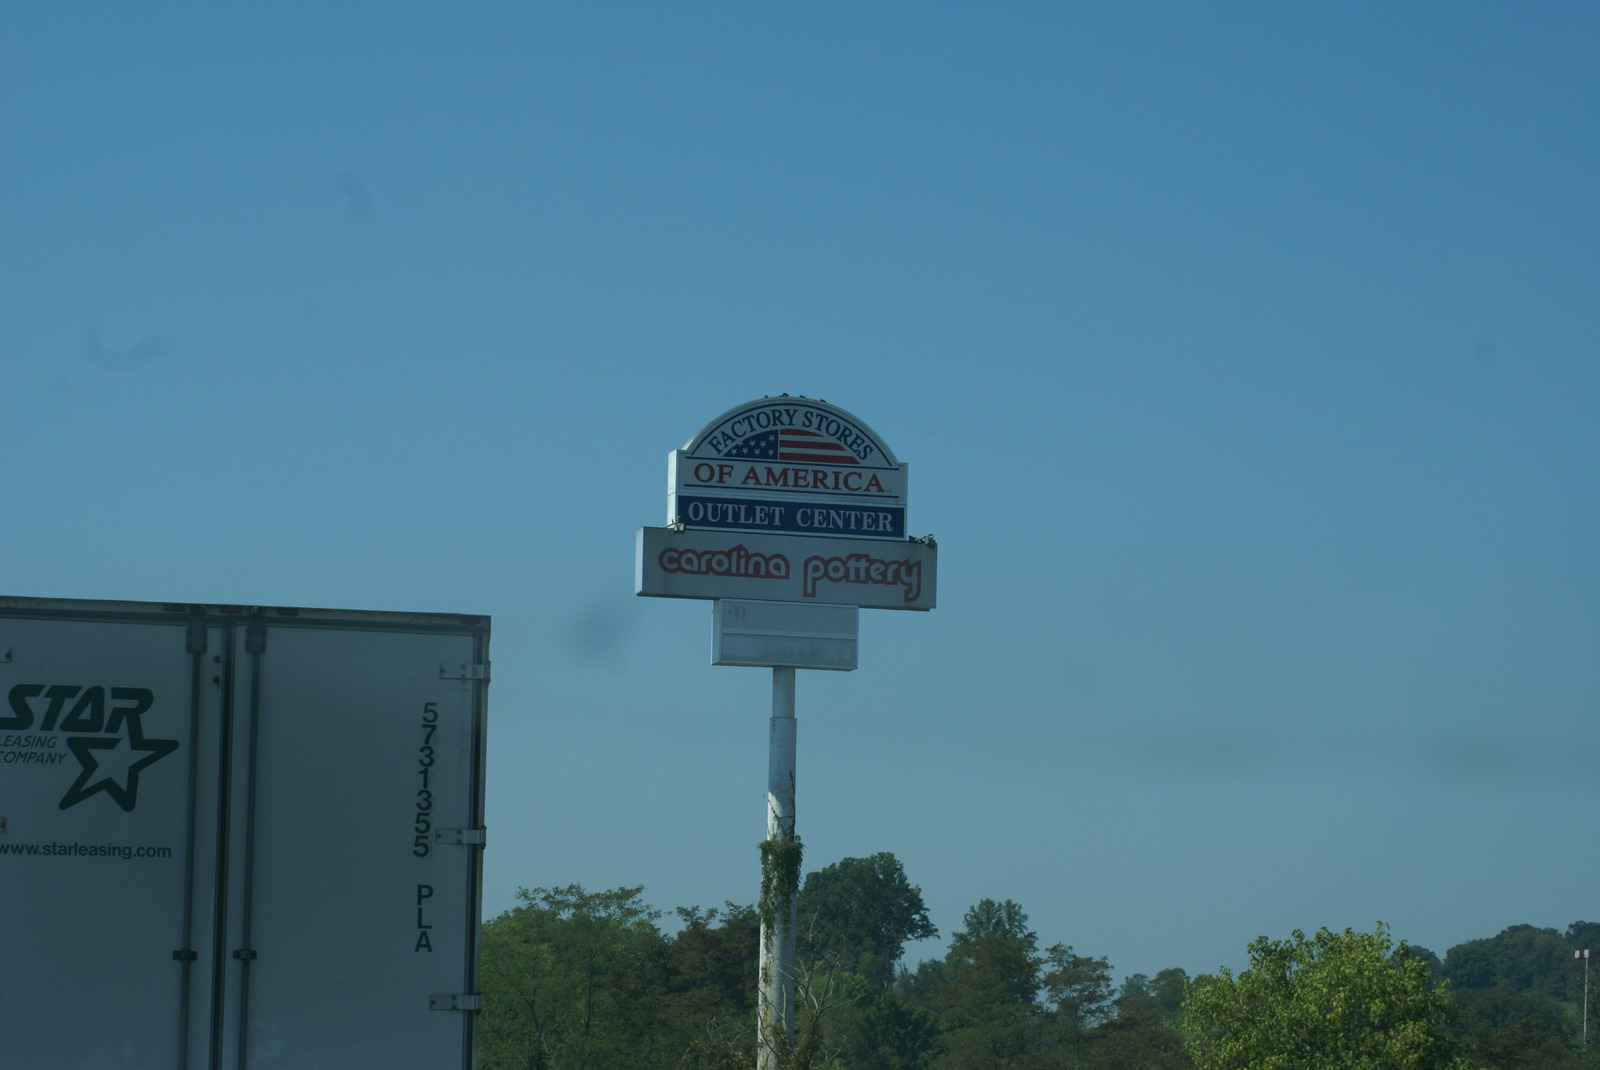 FACTORY STORES
OF AMERICA
OUTLET CENTER
carolina pottery
STAR
LEASING
COMPANY
www.starleasing.com
5731355 PLA